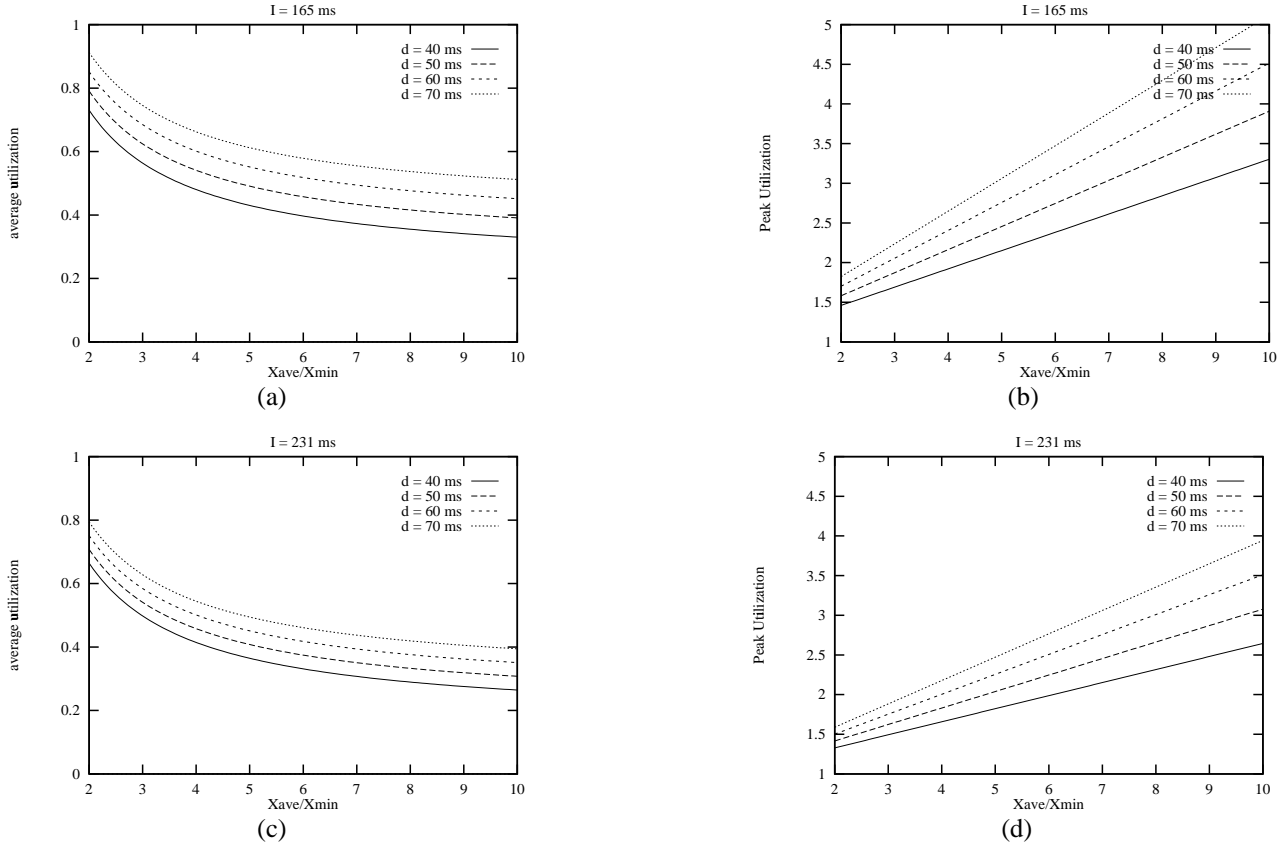 I = 165 ms
1
0.8
0.6
0.4
0.2
0
average utilization
d = 40 ms
d = 50 ms
d = 60 ms
d = 70 ms
2 3 4 5 6 7 8 9 10
Xave/Xmin
(a)
I = 165 ms
5
4.5
4
3.5
3
2.5
2
1.5
1
Peak Utilization
d = 40 ms
d = 50 ms
d = 60 ms
d = 70 ms
2 3 4 5 6 7 8 9 10
Xave/Xmin
(b)
I = 231 ms
1
0.8
0.6
0.4
0.2
0
average utilization
d = 40 ms
d = 50 ms
d = 60 ms
d = 70 ms
2 3 4 5 6 7 8 9 10
Xave/Xmin
(c)
I = 231 ms
5
4.5
4
3.5
3
2.5
2
1.5
1
Peak Utilization
d = 40 ms
d = 50 ms
d = 60 ms
d = 70 ms
2 3 4 5 6 7 8 9 10
Xave/Xmin
(d)